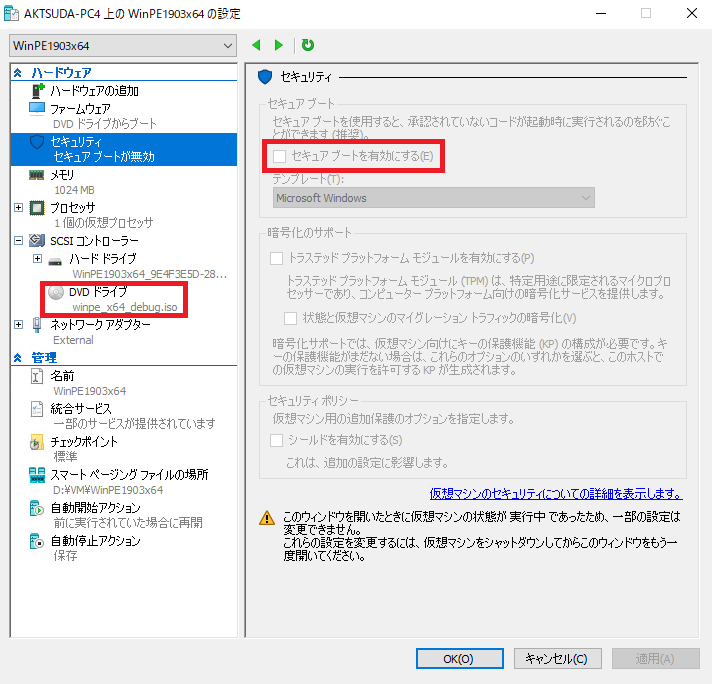 AKTSUDA-PC4 上の WinPE1903x64 の設定
WinPE1903x64
ハードウェア
ハードウェアの追加
ファームウェア
DVD ドライブからブート
セキュリティ
セキュア ブートが無効
メモリ
1024 MB
プロセッサ
1 個の仮想プロセッサ
SCSI コントローラー
ハード ドライブ
WinPE1903x64_9E4F3E5D-28...
DVD ドライブ
winpe_x64_debug.iso
ネットワーク アダプター
External
管理
名前
WinPE1903x64
統合サービス
一部のサービスが提供されています
チェックポイント
標準
スマート ページング ファイルの場所
D:¥VM¥WinPE1903x64
自動開始アクション
前に実行されていた場合に再開
自動停止アクション
保存
セキュリティ
セキュア ブート
セキュア ブートを使用すると、承認されていないコードが起動時に実行されるのを防ぐこ
とができます (推奨)。
セキュア ブートを有効にする(E)
テンプレート(T):
Microsoft Windows
暗号化のサポート
トラステッド プラットフォーム モジュールを有効にする(P)
トラステッド プラットフォーム モジュール (TPM) は、特定用途に限定されるマイクロプロ
セッサーであり、コンピューター プラットフォーム向けの暗号化サービスを提供します。
状態と仮想マシンのマイグレーション トラフィックの暗号化(V)
暗号化サポートでは、仮想マシン向けにキーの保護機能 (KP) の構成が必要です。キ
ーの保護機能がまだない場合は、これらのオプションのいずれかを選ぶと、このホストで
の仮想マシンの実行を許可する KP が生成されます。
セキュリティ ポリシー
仮想マシン用の追加保護のオプションを指定します。
シールドを有効にする(S)
これは、追加の設定に影響します。
仮想マシンのセキュリティについての詳細を表示します。
このウィンドウを開いたときに仮想マシンの状態が 実行中 であったため、一部の設定は
変更できません。
これらの設定を変更するには、仮想マシンをシャットダウンしてからこのウィンドウをもう一
度開いてください。
OK(O)
キャンセル(C)
適用(A)